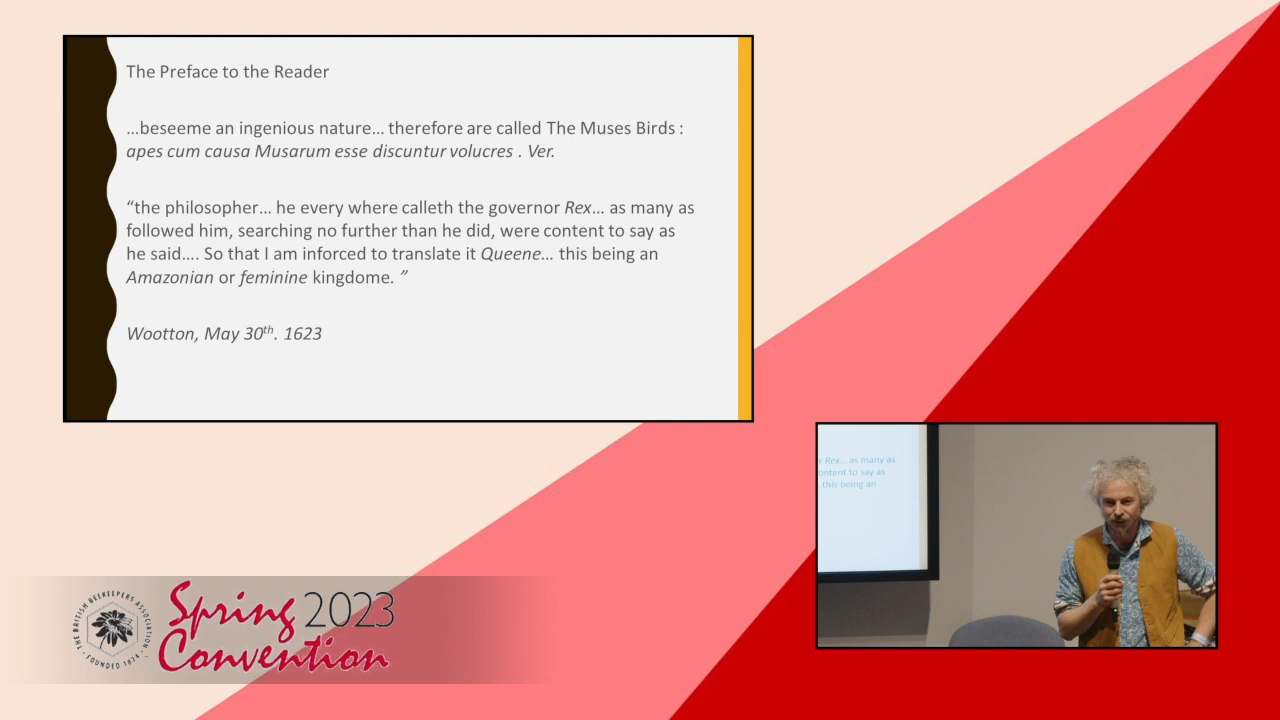 The Preface to the Reader
…beseeme an ingenious nature… therefore are called The Muses Birds :
apes cum causa Musarum esse discuntur volucres . Ver.
“the philosopher… he every where calleth the governor Rex… as many as
followed him, searching no further than he did, were content to say as
he said…. So that I am inforced to translate it Queene… this being an
Amazonian or feminine kingdome. ”
Wootton, May 30th. 1623
r Rex… as many as
ontent to say as
this being an
THE BRITISH BEEKEEPERS ASSOCIATION
· FOUNDED 1874 ·
Spring 2023
Convention